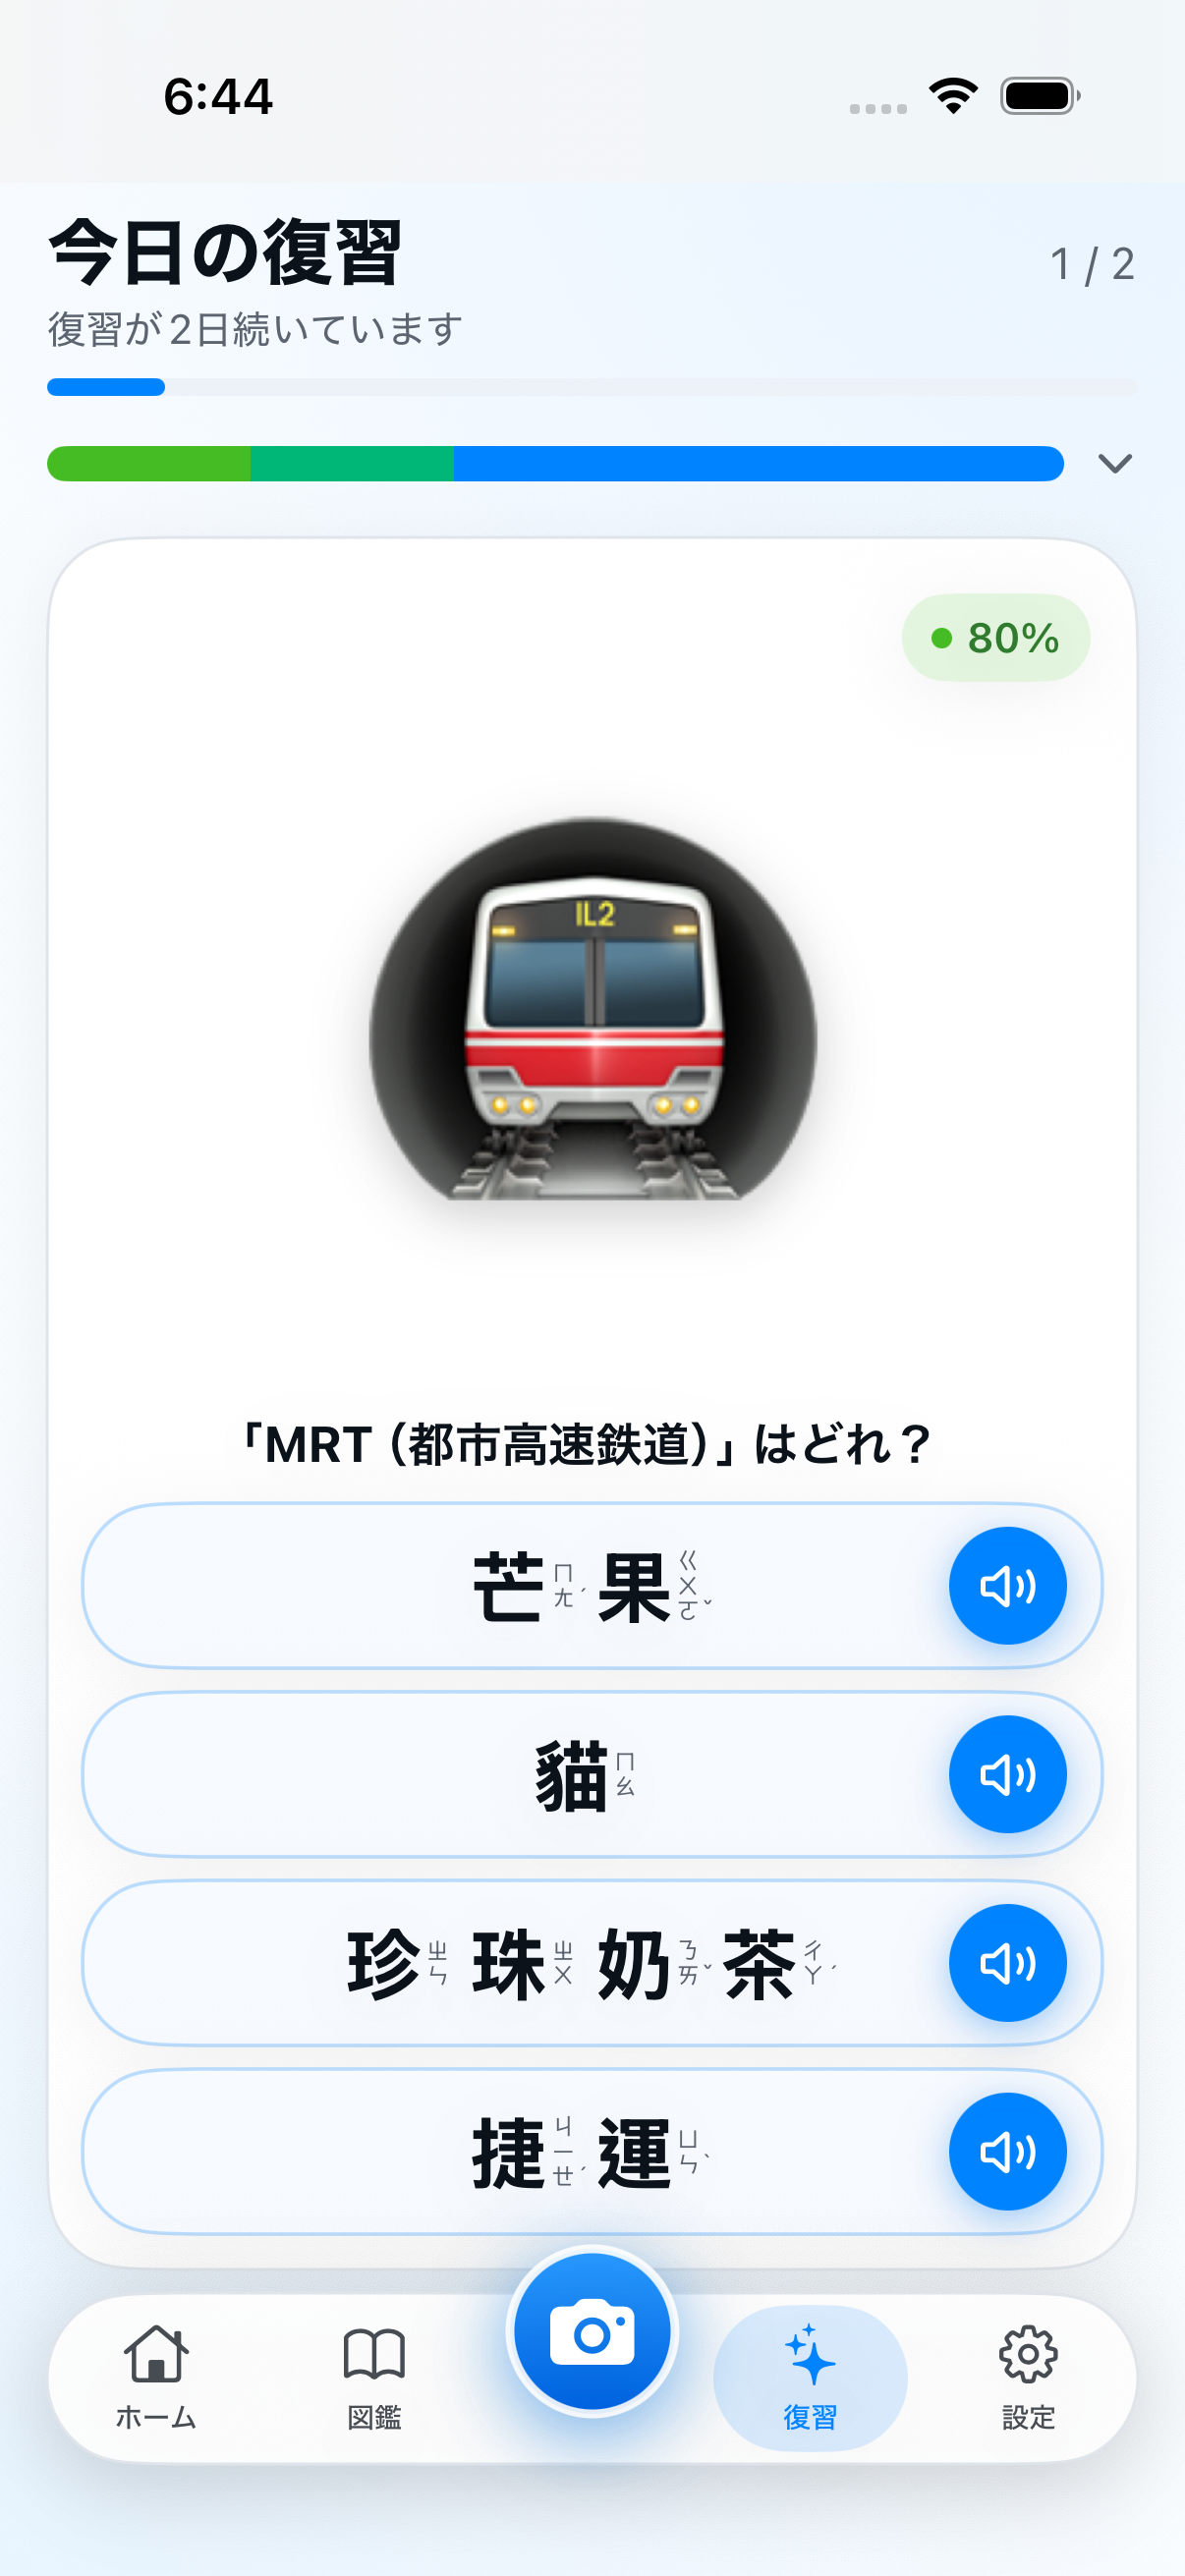 6:44
今日の復習
1 / 2
復習が2日続いています
80%
IL2
「MRT（都市高速鉄道）」はどれ？
芒ㄇㄤˊ果ㄍㄨㄛˇ
貓ㄇㄠ
珍ㄓㄣ珠ㄓㄨ奶ㄋㄞˇ茶ㄔㄚˊ
捷ㄐㄧㄝˊ運ㄩㄣˋ
ホーム
図鑑
復習
設定